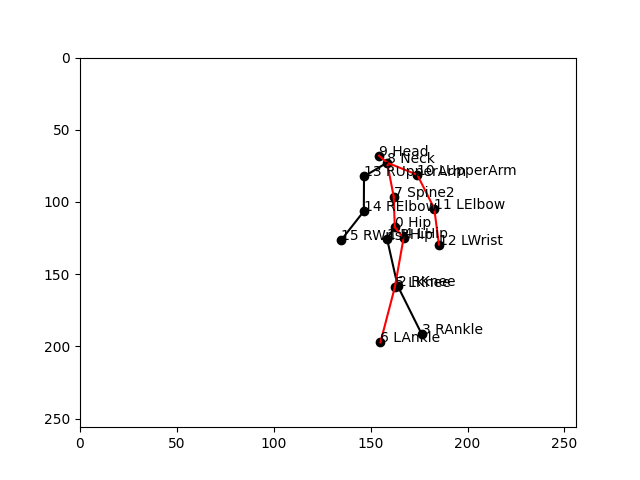 0
50
100
150
200
250
0
50
100
150
200
250
9 Head
8 Neck
10 LUpperArm
13 RUpperArm
7 Spine2
11 LElbow
14 RElbow
0 Hip
12 LWrist
15 RWrist
4 LHip
2 RKnee
5 LKnee
3 RAnkle
6 LAnkle